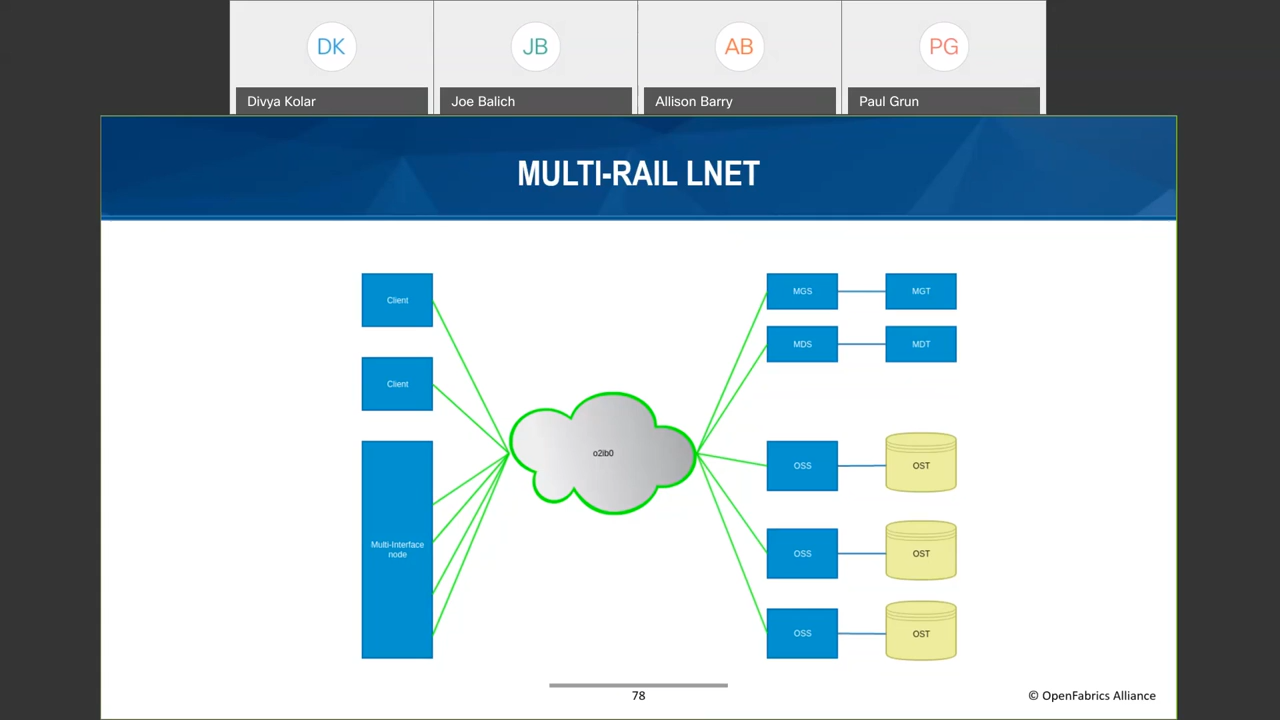 DK
JB
AB
PG
Divya Kolar
Joe Balich
Allison Barry
Paul Grun
MULTI-RAIL LNET
Client
Client
Multi-Interface
node
o2ib0
MGS
MGT
MDS
MDT
OSS
OST
OSS
OST
OSS
OST
78
© OpenFabrics Alliance